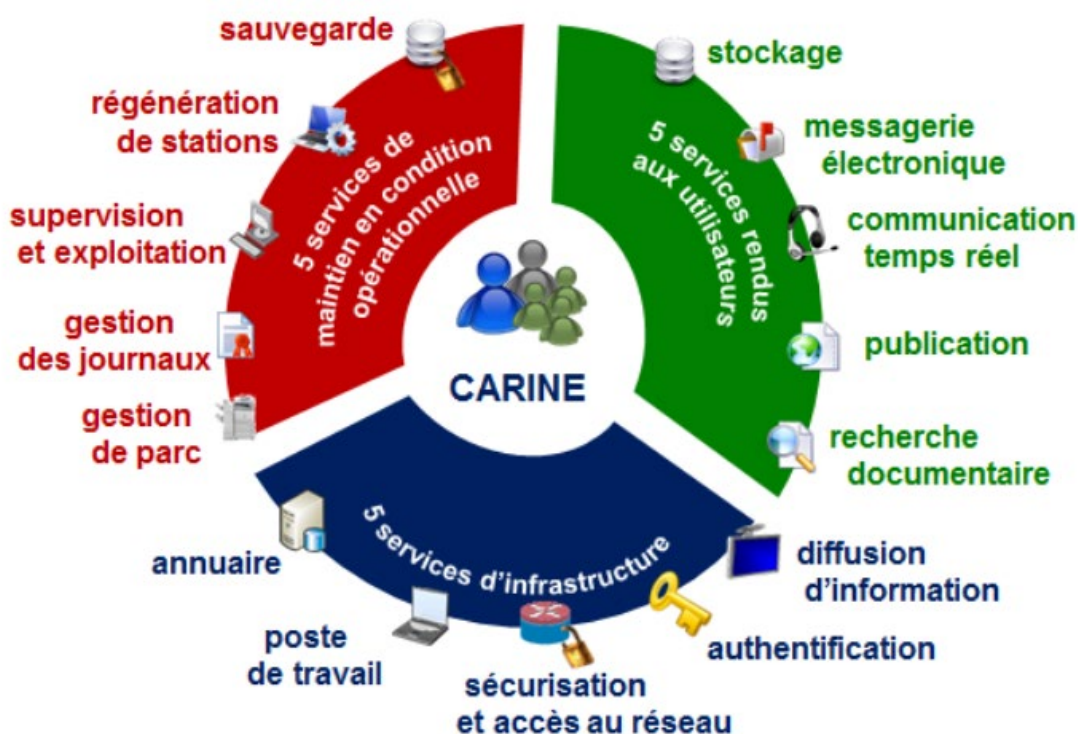 sauvegarde
régénération
de stations
supervision
et exploitation
gestion
des journaux
gestion
de parc
5 services de
maintien en condition
opérationnelle
stockage
messagerie
électronique
communication
temps réel
publication
recherche
documentaire
5 services rendus
aux utilisateurs
CARINE
5 services d’infrastructure
annuaire
poste
de travail
sécurisation
et accès au réseau
authentification
diffusion
d’information